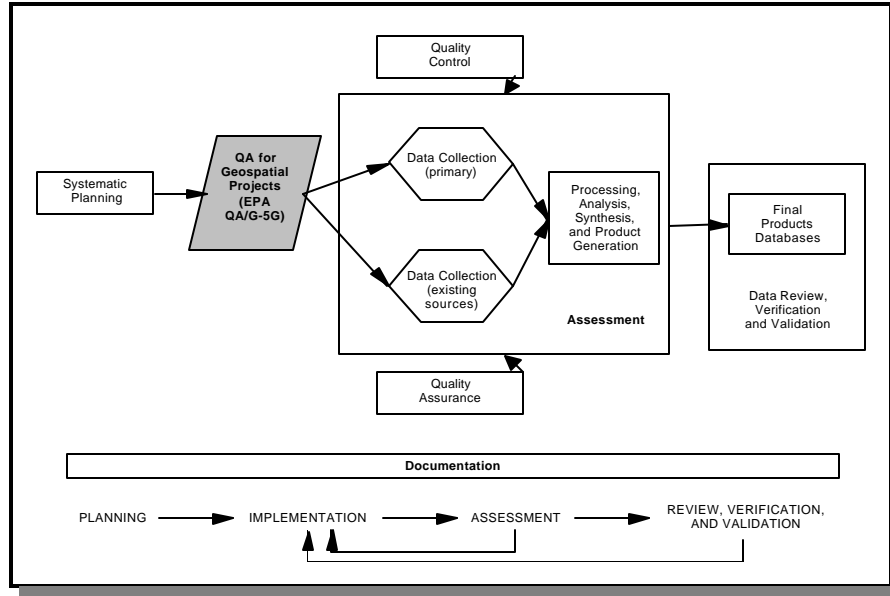 Quality
Control
Systematic
Planning
QA for
Geospatial
Projects
(EPA
QA/G-5G)
Data Collection
(primary)
Data Collection
(existing
sources)
Processing,
Analysis,
Synthesis,
and Product
Generation
Assessment
Final
Products
Databases
Data Review,
Verification
and Validation
Quality
Assurance
Documentation
PLANNING
IMPLEMENTATION
ASSESSMENT
REVIEW, VERIFICATION,
AND VALIDATION